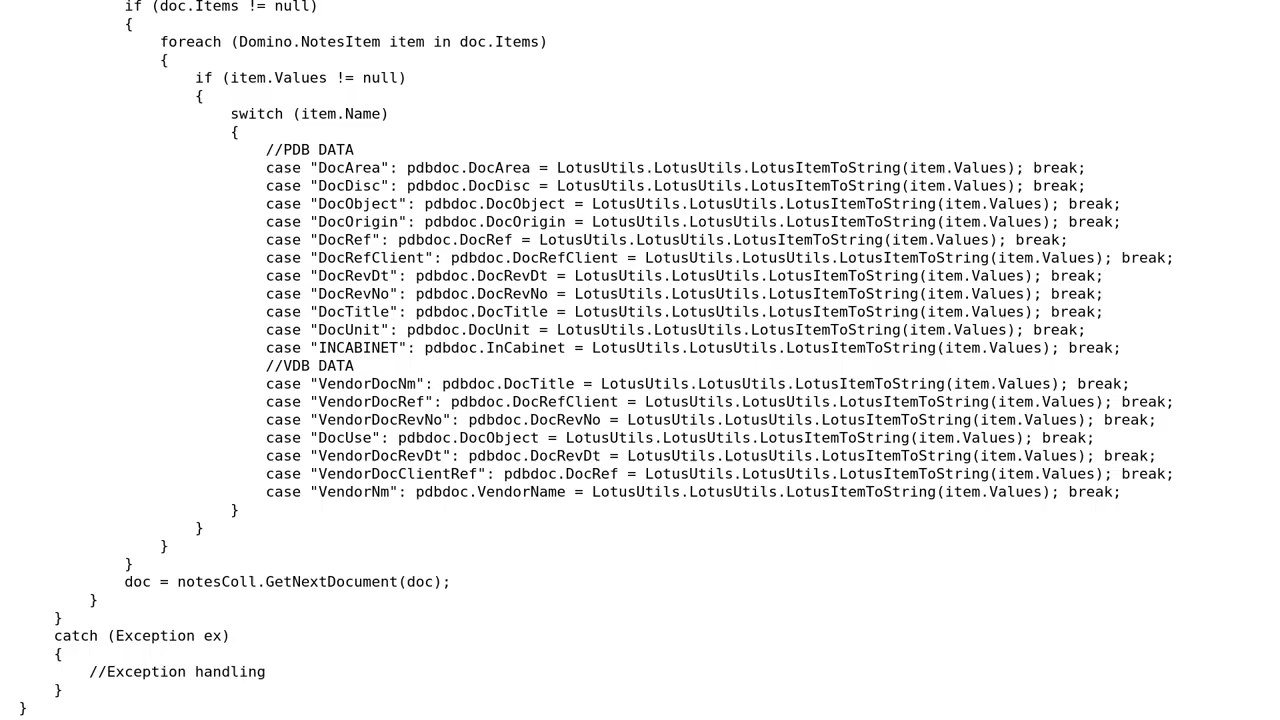 if (doc.Items != null)
{
foreach (Domino.NotesItem item in doc.Items)
{
if (item.Values != null)
{
switch (item.Name)
{
//PDB DATA
case "DocArea": pdbdoc.DocArea = LotusUtils.LotusUtils.LotusItemToString(item.Values); break;
case "DocDisc": pdbdoc.DocDisc = LotusUtils.LotusUtils.LotusItemToString(item.Values); break;
case "DocObject": pdbdoc.DocObject = LotusUtils.LotusUtils.LotusItemToString(item.Values); break;
case "DocOrigin": pdbdoc.DocOrigin = LotusUtils.LotusUtils.LotusItemToString(item.Values); break;
case "DocRef": pdbdoc.DocRef = LotusUtils.LotusUtils.LotusItemToString(item.Values); break;
case "DocRefClient": pdbdoc.DocRefClient = LotusUtils.LotusUtils.LotusItemToString(item.Values); break;
case "DocRevDt": pdbdoc.DocRevDt = LotusUtils.LotusUtils.LotusItemToString(item.Values); break;
case "DocRevNo": pdbdoc.DocRevNo = LotusUtils.LotusUtils.LotusItemToString(item.Values); break;
case "DocTitle": pdbdoc.DocTitle = LotusUtils.LotusUtils.LotusItemToString(item.Values); break;
case "DocUnit": pdbdoc.DocUnit = LotusUtils.LotusUtils.LotusItemToString(item.Values); break;
case "INCABINET": pdbdoc.InCabinet = LotusUtils.LotusUtils.LotusItemToString(item.Values); break;
//VDB DATA
case "VendorDocNm": pdbdoc.DocTitle = LotusUtils.LotusUtils.LotusItemToString(item.Values); break;
case "VendorDocRef": pdbdoc.DocRefClient = LotusUtils.LotusUtils.LotusItemToString(item.Values); break;
case "VendorDocRevNo": pdbdoc.DocRevNo = LotusUtils.LotusUtils.LotusItemToString(item.Values); break;
case "DocUse": pdbdoc.DocObject = LotusUtils.LotusUtils.LotusItemToString(item.Values); break;
case "VendorDocRevDt": pdbdoc.DocRevDt = LotusUtils.LotusUtils.LotusItemToString(item.Values); break;
case "VendorDocClientRef": pdbdoc.DocRef = LotusUtils.LotusUtils.LotusItemToString(item.Values); break;
case "VendorNm": pdbdoc.VendorName = LotusUtils.LotusUtils.LotusItemToString(item.Values); break;
}
}
}
}
doc = notesColl.GetNextDocument(doc);
}
}
catch (Exception ex)
{
//Exception handling
}
}